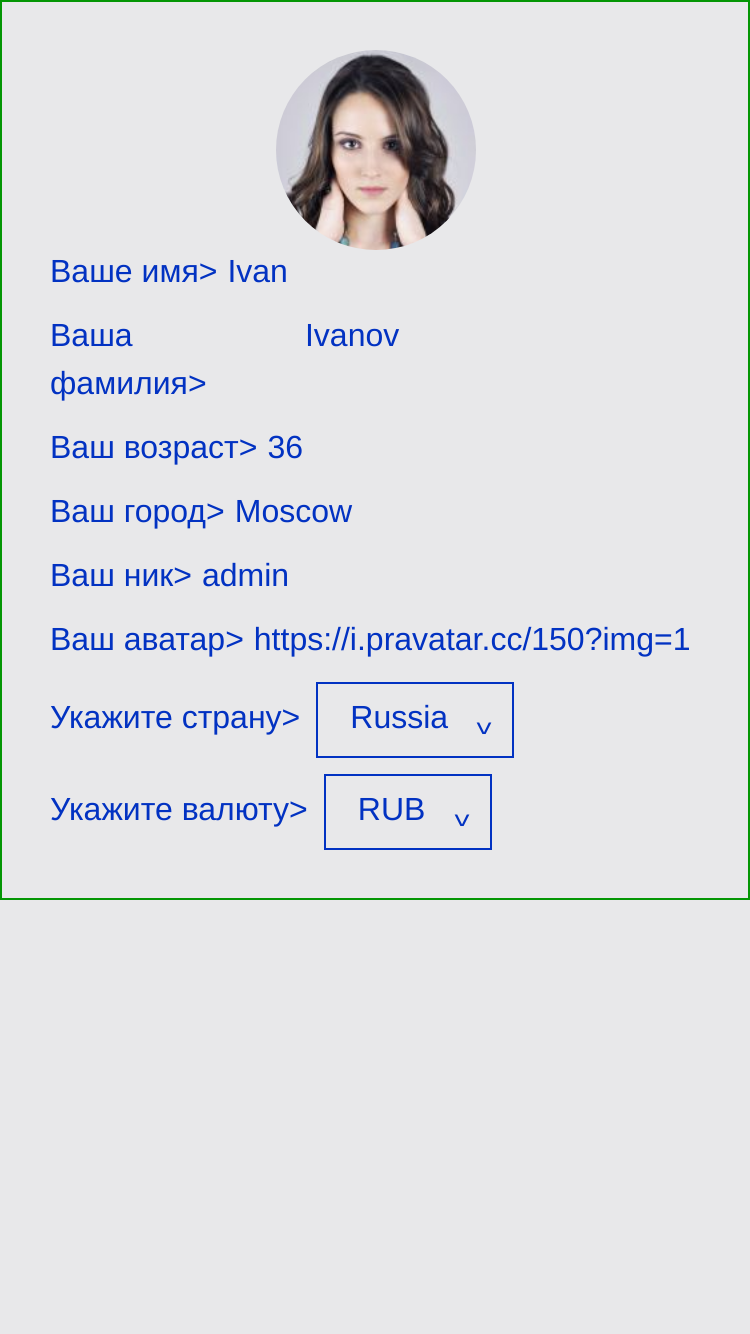 Ваше имя> Ivan
Ваша Ivanov
фамилия>
Ваш возраст> 36
Ваш город> Moscow
Ваш ник> admin
Ваш аватар> https://i.pravatar.cc/150?img=1
Укажите страну> Russia
Укажите валюту> RUB